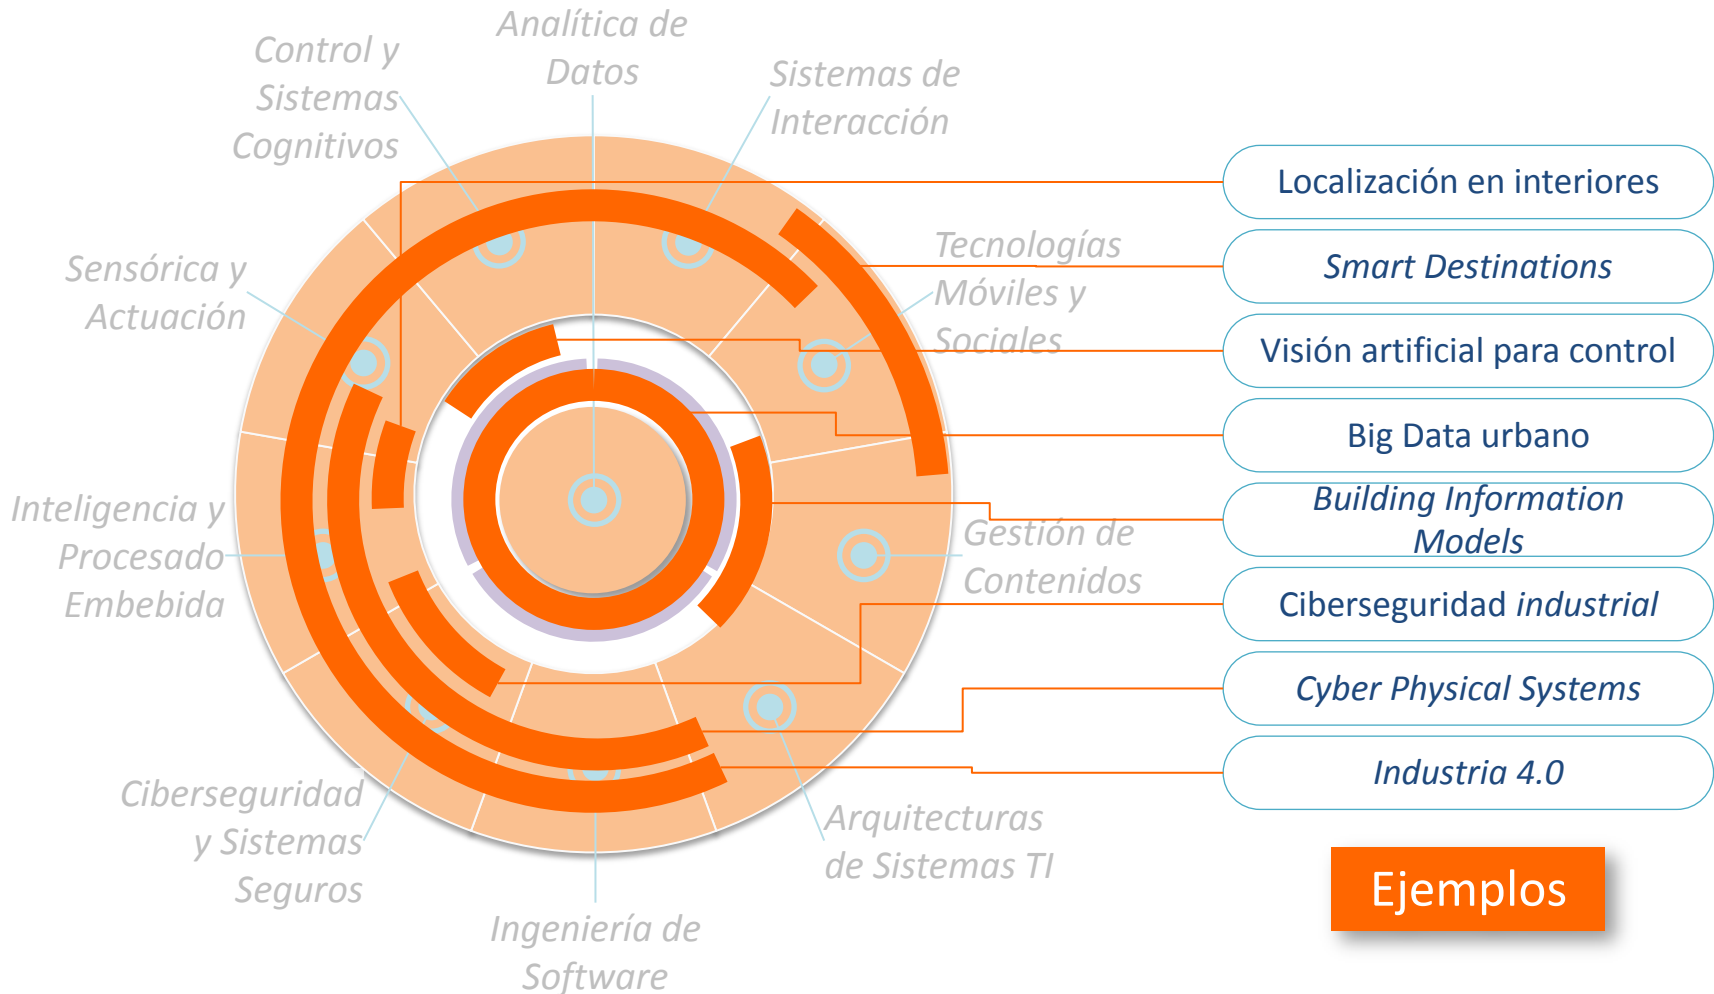 Analítica de
Datos
Control y
Sistemas
Cognitivos
Sistemas de
Interacción
Sensórica y
Actuación
Tecnologías
Móviles y
Sociales
Inteligencia y
Procesado
Embebida
Gestión de
Contenidos
Ciberseguridad
y Sistemas
Seguros
Arquitecturas
de Sistemas TI
Ingeniería de
Software
Localización en interiores
Smart Destinations
Visión artificial para control
Big Data urbano
Building Information
Models
Ciberseguridad industrial
Cyber Physical Systems
Industria 4.0
Ejemplos